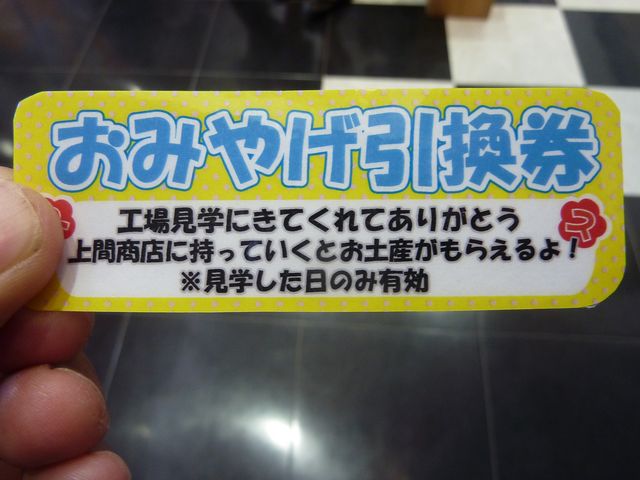 おみやげ引換券
工場見学にきてくれてありがとう
上間商店に持っていくとお土産がもらえるよ!
※見学した日のみ有効
マ